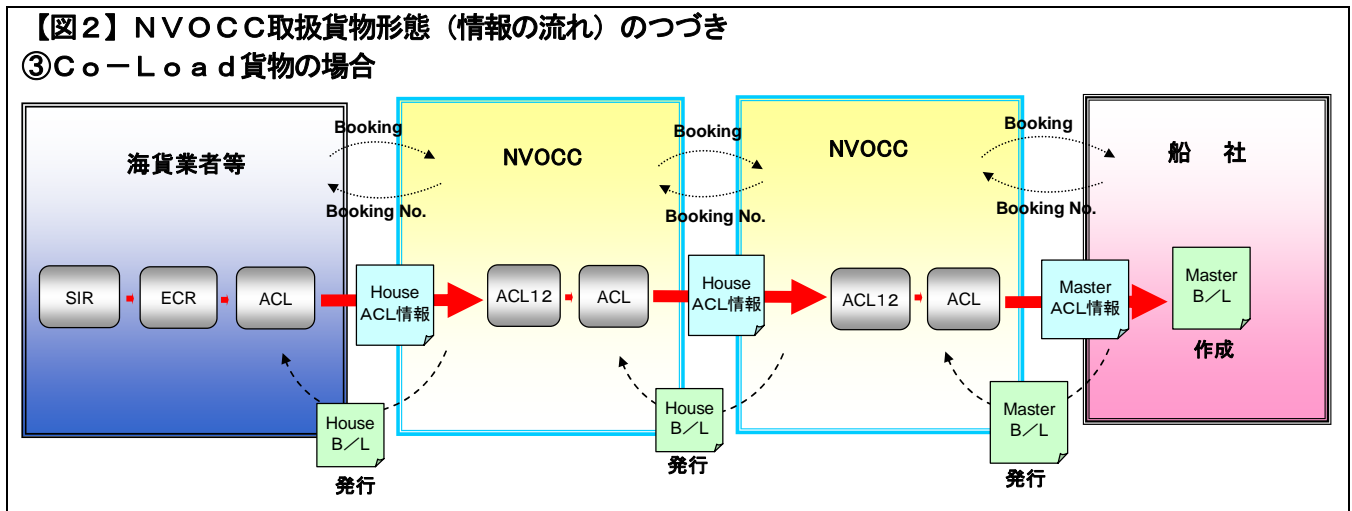 【図2】NVOCC取扱貨物形態（情報の流れ）のつづき
③Co－Load貨物の場合
海貨業者等
Booking
Booking No.
NVOCC
Booking
Booking No.
NVOCC
Booking
Booking No.
船　社
SIR
ECR
ACL
House
ACL情報
ACL12
ACL
House
ACL情報
ACL12
ACL
Master
ACL情報
Master
B／L
作成
House
B／L
発行
House
B／L
発行
Master
B／L
発行